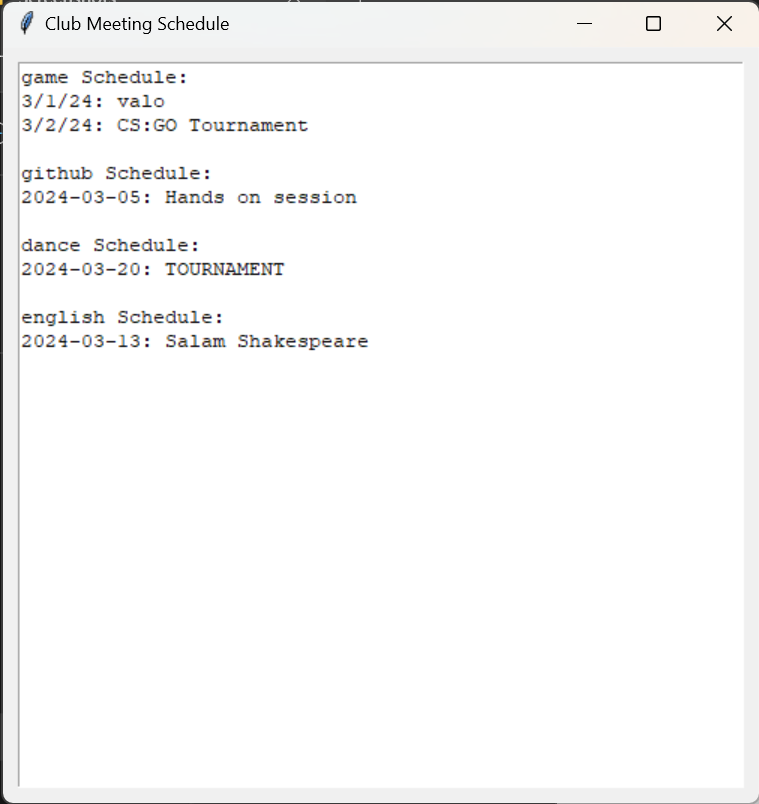 Club Meeting Schedule
game Schedule:
3/1/24: valo
3/2/24: CS:GO Tournament
github Schedule:
2024-03-05: Hands on session
dance Schedule:
2024-03-20: TOURNAMENT
english Schedule:
2024-03-13: Salam Shakespeare